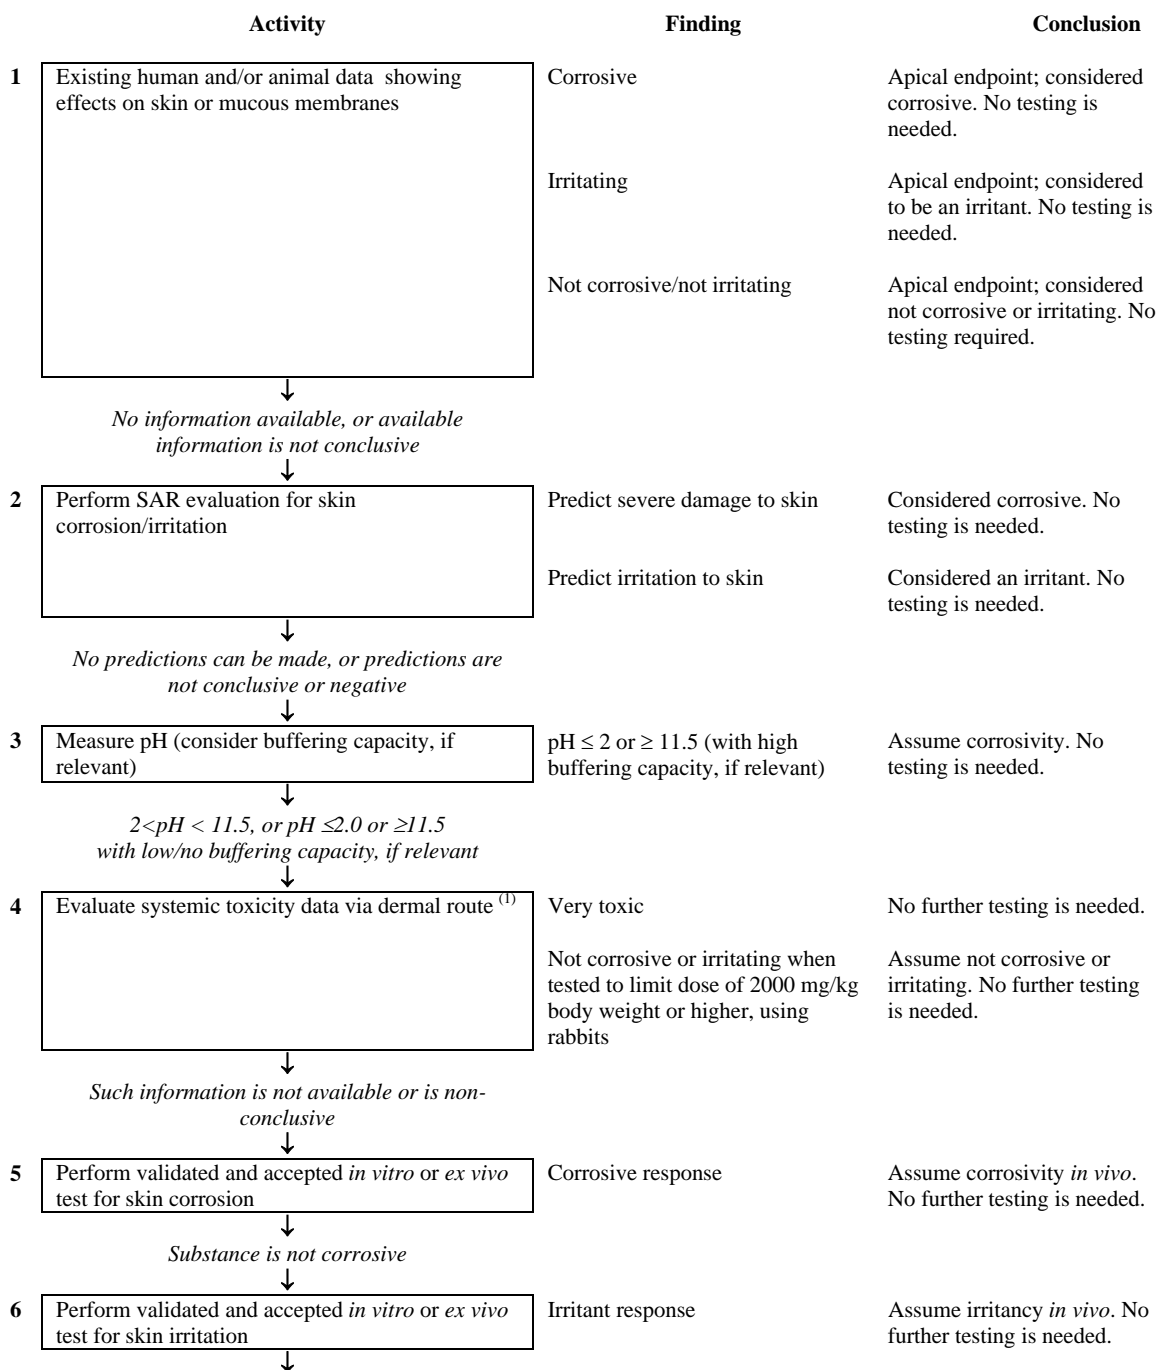 Activity Finding Conclusion
1 Existing human and/or animal data showing effects on skin or mucous membranes
Corrosive
Apical endpoint; considered
corrosive. No testing is
needed.
Irritating
Apical endpoint; considered
to be an irritant. No testing is
needed.
Not corrosive/not irritating
Apical endpoint; considered
not corrosive or irritating. No
testing required.
↓
No information available, or available
information is not conclusive
↓
2 Perform SAR evaluation for skin
corrosion/irritation
Predict severe damage to skin
Considered corrosive. No
testing is needed.
Predict irritation to skin
Considered an irritant. No
testing is needed.
↓
No predictions can be made, or predictions are
not conclusive or negative
↓
3 Measure pH (consider buffering capacity, if
relevant)
pH ≤ 2 or ≥ 11.5 (with high
buffering capacity, if relevant)
Assume corrosivity. No
testing is needed.
↓
2<pH < 11.5, or pH ≤2.0 or ≥11.5
with low/no buffering capacity, if relevant
↓
4 Evaluate systemic toxicity data via dermal route (1)
Very toxic
No further testing is needed.
Not corrosive or irritating when
tested to limit dose of 2000 mg/kg
body weight or higher, using
rabbits
Assume not corrosive or
irritating. No further testing
is needed.
↓
Such information is not available or is non-
conclusive
↓
5 Perform validated and accepted in vitro or ex vivo
test for skin corrosion
Corrosive response
Assume corrosivity in vivo.
No further testing is needed.
↓
Substance is not corrosive
↓
6 Perform validated and accepted in vitro or ex vivo
test for skin irritation
Irritant response
Assume irritancy in vivo. No
further testing is needed.
↓